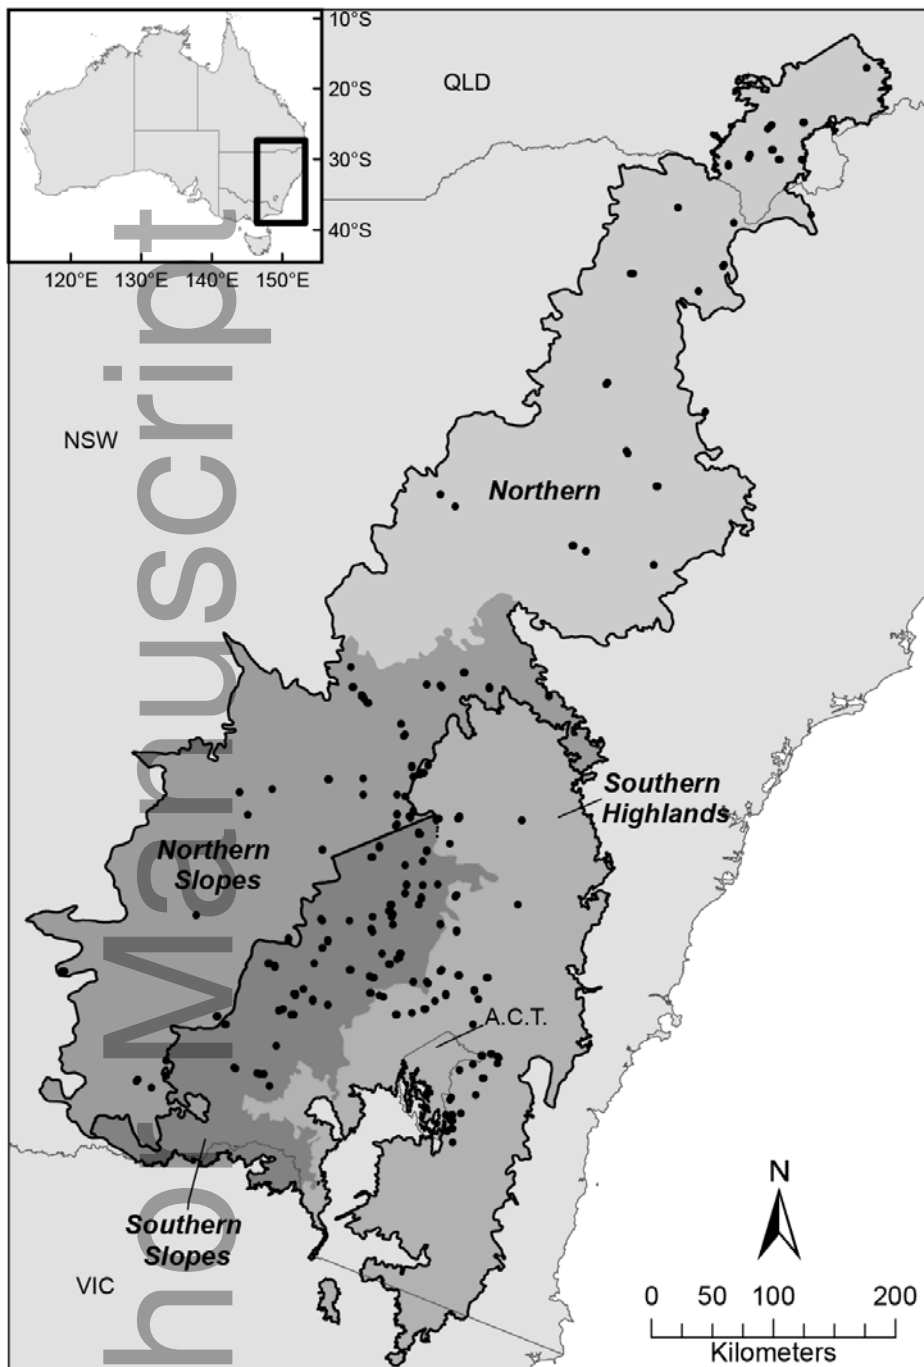 10°S
20°S
30°S
40°S
120°E 130°E 140°E 150°E
QLD
NSW
Northern
Southern
Highlands
Northern
Slopes
A.C.T.
Southern
Slopes
VIC
N
0 50 100 200
Kilometers
hor Manuscript